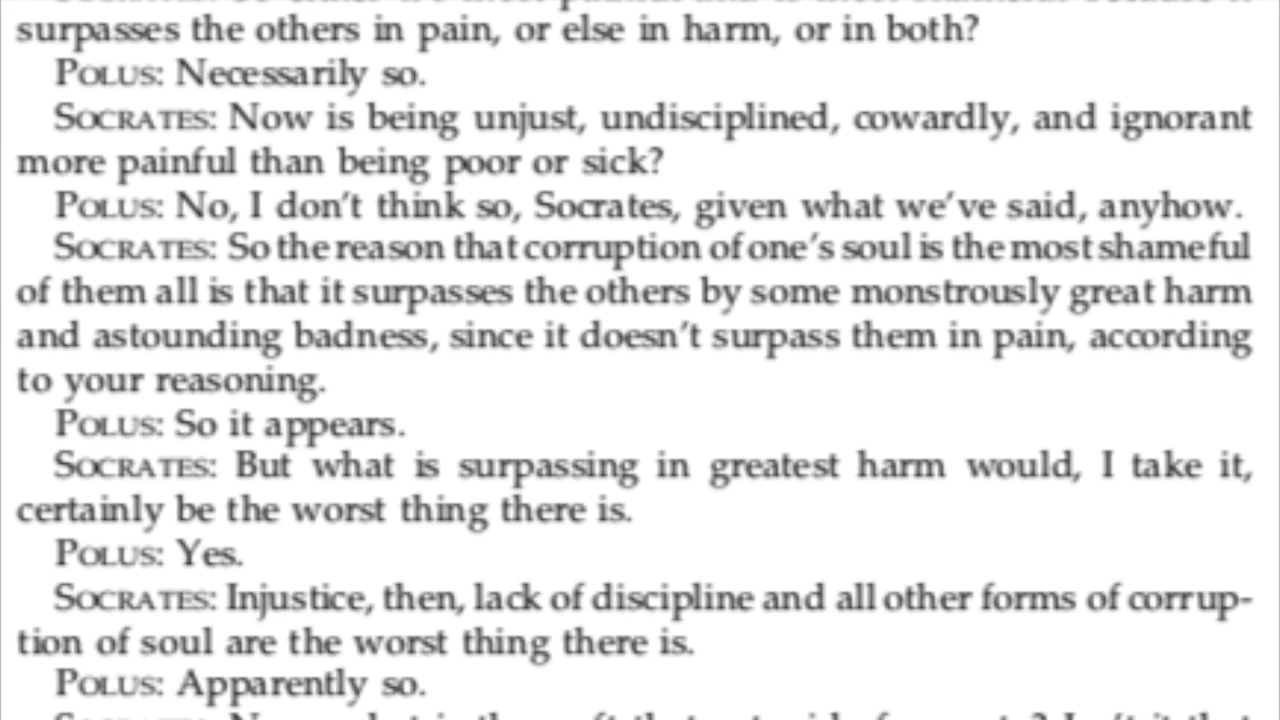 surpasses the others in pain, or else in harm, or in both?
POLUS: Necessarily so.
SOCRATES: Now is being unjust, undisciplined, cowardly, and ignorant
more painful than being poor or sick?
POLUS: No, I don't think so, Socrates, given what we've said, anyhow.
SOCRATES: So the reason that corruption of one's soul is the most shameful
of them all is that it surpasses the others by some monstrously great harm
and astounding badness, since it doesn't surpass them in pain, according
to your reasoning.
POLUS: So it appears.
SOCRATES: But what is surpassing in greatest harm would, I take it,
certainly be the worst thing there is.
POLUS: Yes.
SOCRATES: Injustice, then, lack of discipline and all other forms of corrup-
tion of soul are the worst thing there is.
POLUS: Apparently so.